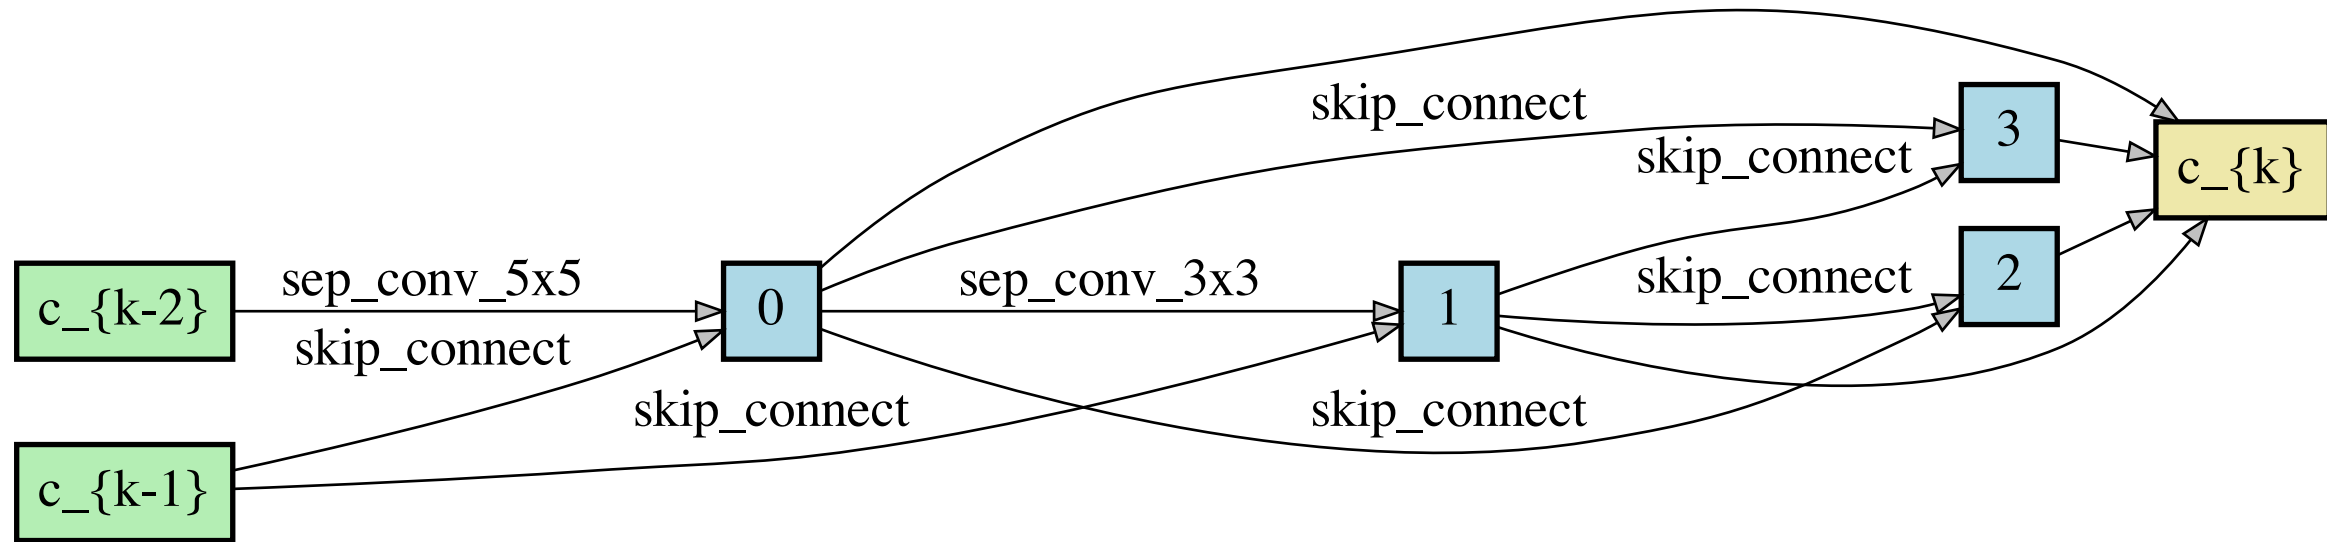 skip_connect
3
skip_connect
c_{k}
c_{k-2}
sep_conv_5x5
0
sep_conv_3x3
1
skip_connect
2
skip_connect
skip_connect
skip_connect
c_{k-1}